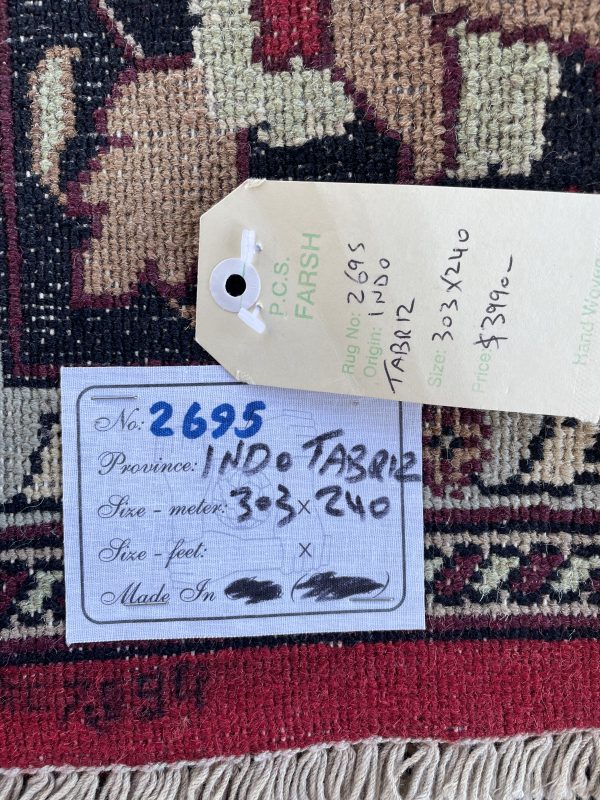 P.C.S.
FARSH
Rug No: 2695
Origin: INDO
TABRIZ
Size: 303x240
Price: $3990-
Hand Woven
No: 2695
Province: INDO TABRIZ
Size - meter: 303 x 240
Size - feet: x
Made In